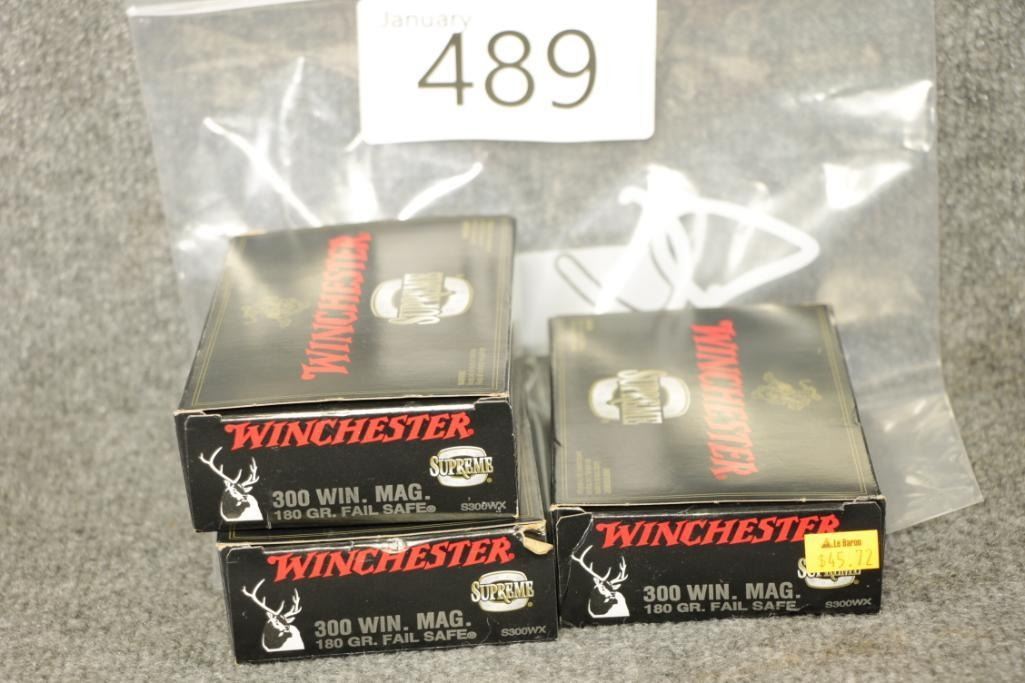 January
489
WINCHESTER
SUPREME
WINCHESTER
SUPREME
300 WIN. MAG.
180 GR. FAIL SAFE®
S300WX
WINCHESTER
SUPREME
300 WIN. MAG.
180 GR. FAIL SAFE®
S300WX
WINCHESTER
SUPREME
WINCHESTER
Le Baron
$45.72
SUPREME
300 WIN. MAG.
180 GR. FAIL SAFE
S300WX